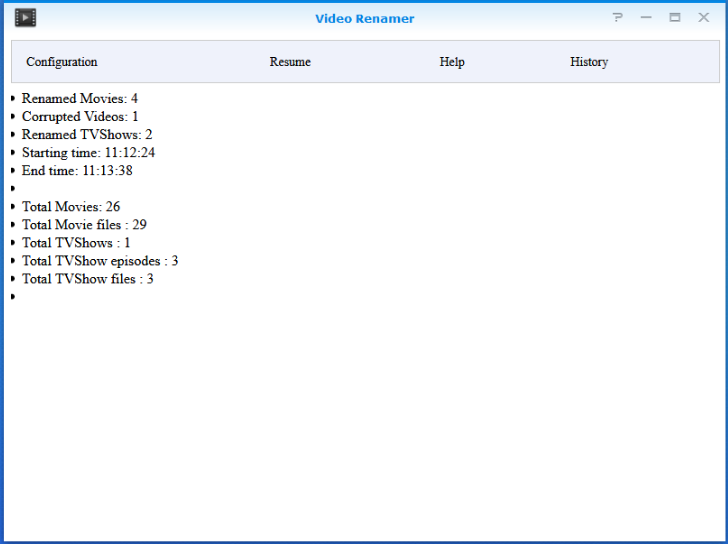 Video Renamer
Configuration Resume Help History
Renamed Movies: 4
Corrupted Videos: 1
Renamed TVShows: 2
Starting time: 11:12:24
End time: 11:13:38
Total Movies: 26
Total Movie files : 29
Total TVShows : 1
Total TVShow episodes : 3
Total TVShow files : 3